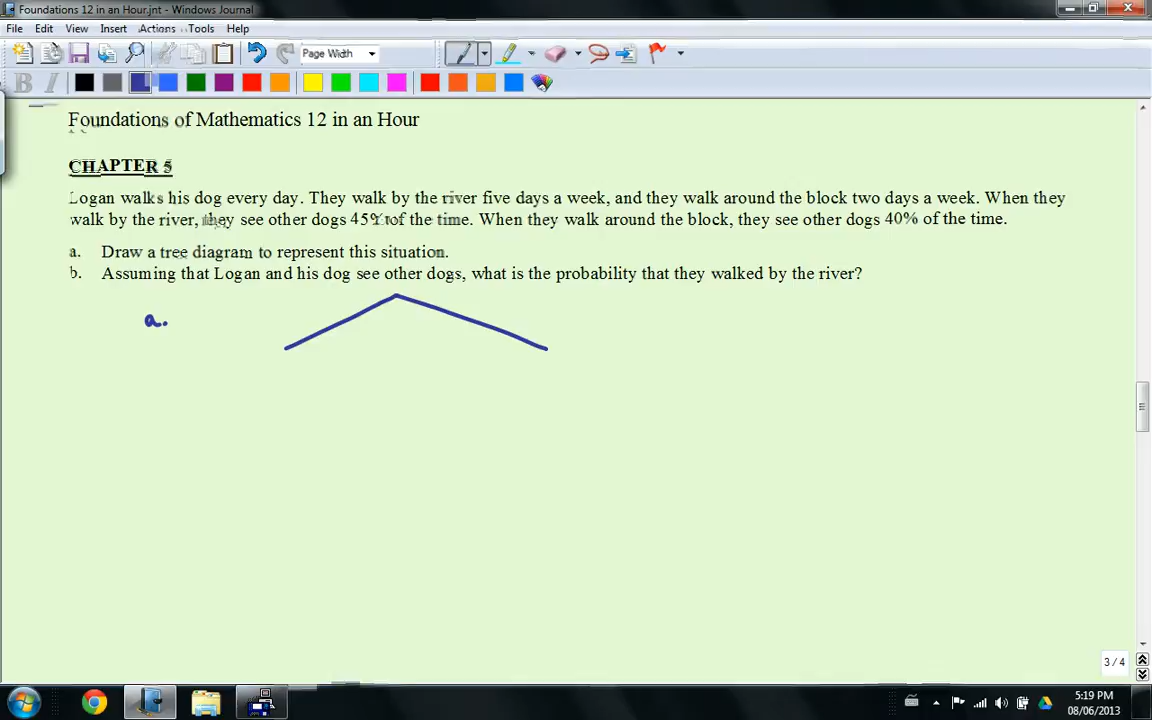 Foundations 12 in an Hour.jnt - Windows Journal
File Edit View Insert Actions Tools Help
Page Width
B I
Foundations of Mathematics 12 in an Hour
CHAPTER 5
Logan walks his dog every day. They walk by the river five days a week, and they walk around the block two days a week. When they
walk by the river, they see other dogs 45% of the time. When they walk around the block, they see other dogs 40% of the time.
a. Draw a tree diagram to represent this situation.
b. Assuming that Logan and his dog see other dogs, what is the probability that they walked by the river?
a.
3 / 4
5:19 PM
08/06/2013